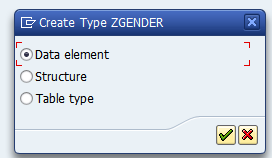 Create Type ZGENDER
Data element
Structure
Table type